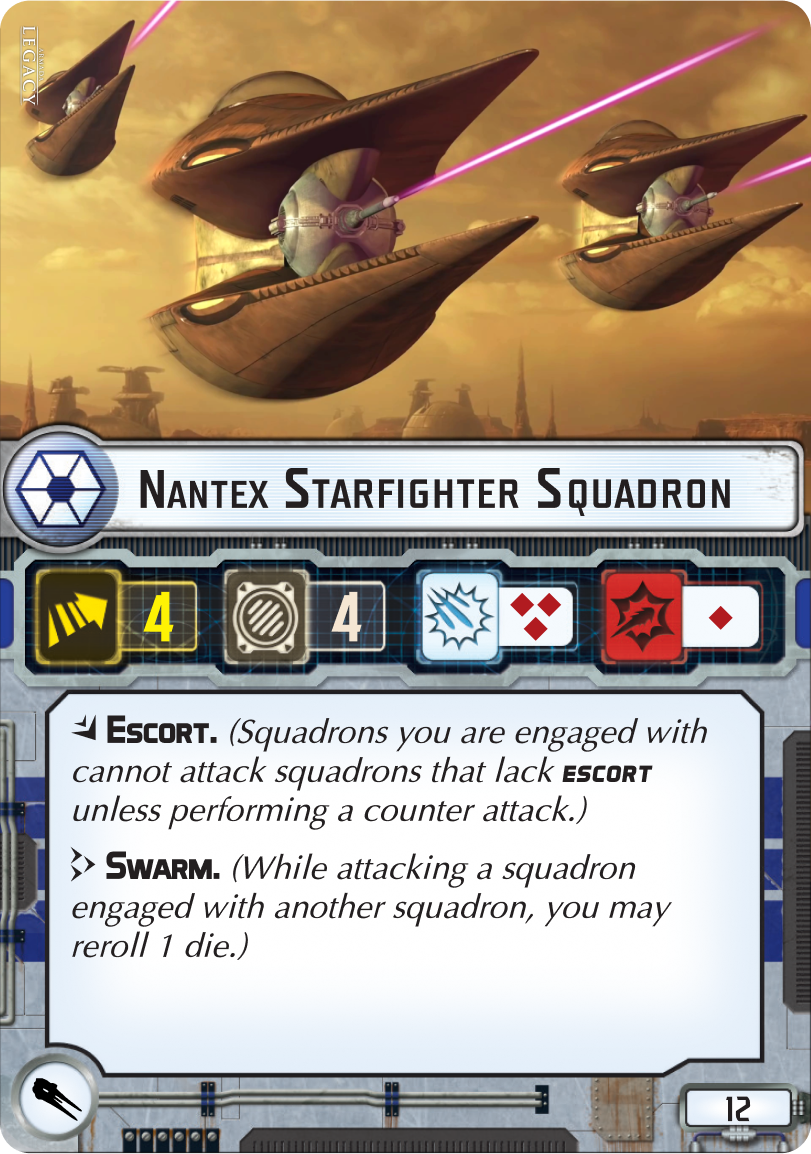 LEGACY
Nantex Starfighter Squadron
4
4
Escort. (Squadrons you are engaged with
cannot attack squadrons that lack ESCORT
unless performing a counter attack.)
Swarm. (While attacking a squadron
engaged with another squadron, you may
reroll 1 die.)
12